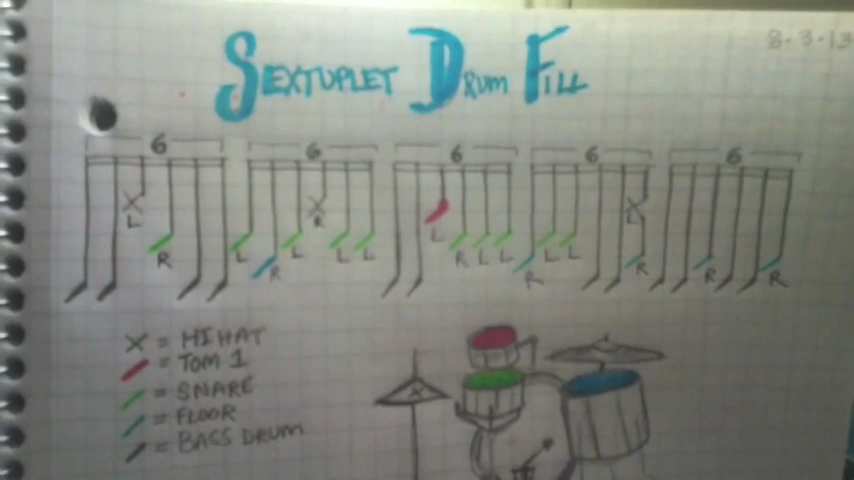 8-3-13
SEXTUPLET DRUM FILL
6 6 6 6 6
X X X
L R L R L R L L L R L L R L L L R R R
X = HIHAT
= TOM 1
= SNARE
= FLOOR
= BASS DRUM
X